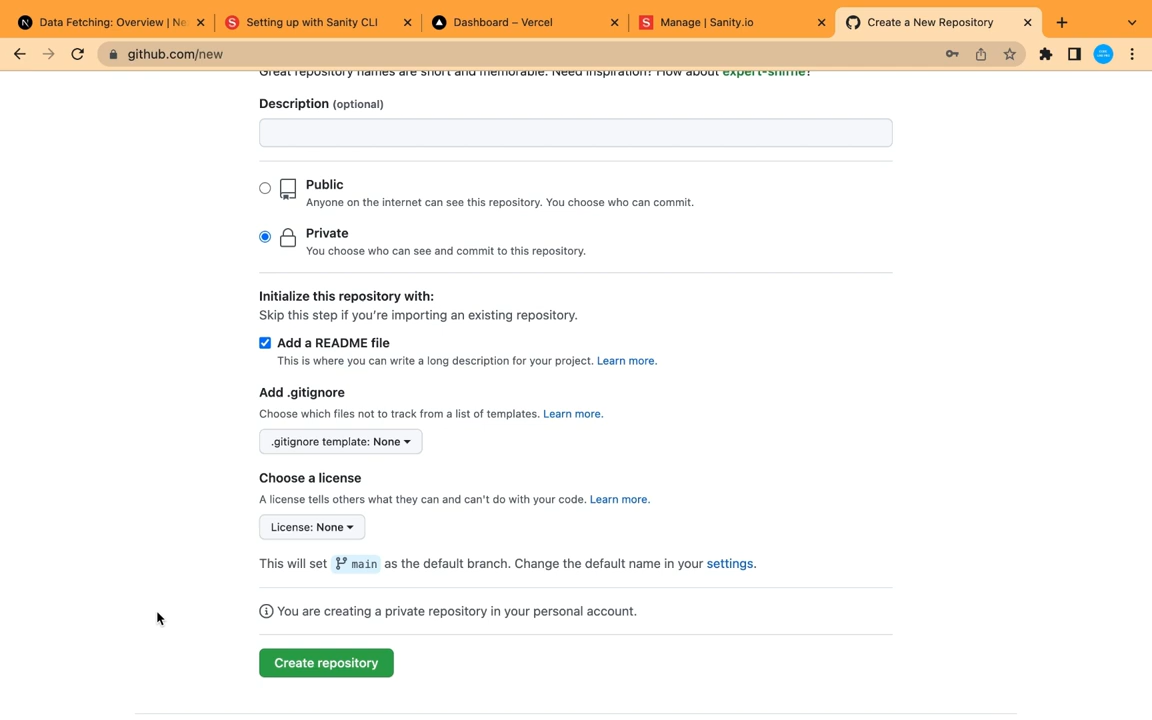 Data Fetching: Overview | Ne
Setting up with Sanity CLI
Dashboard – Vercel
Manage | Sanity.io
Create a New Repository
github.com/new
Great repository names are short and memorable. Need inspiration? How about expert-sniffle?
Description (optional)
Public
Anyone on the internet can see this repository. You choose who can commit.
Private
You choose who can see and commit to this repository.
Initialize this repository with:
Skip this step if you're importing an existing repository.
Add a README file
This is where you can write a long description for your project. Learn more.
Add .gitignore
Choose which files not to track from a list of templates. Learn more.
.gitignore template: None
Choose a license
A license tells others what they can and can't do with your code. Learn more.
License: None
This will set main as the default branch. Change the default name in your settings.
You are creating a private repository in your personal account.
Create repository